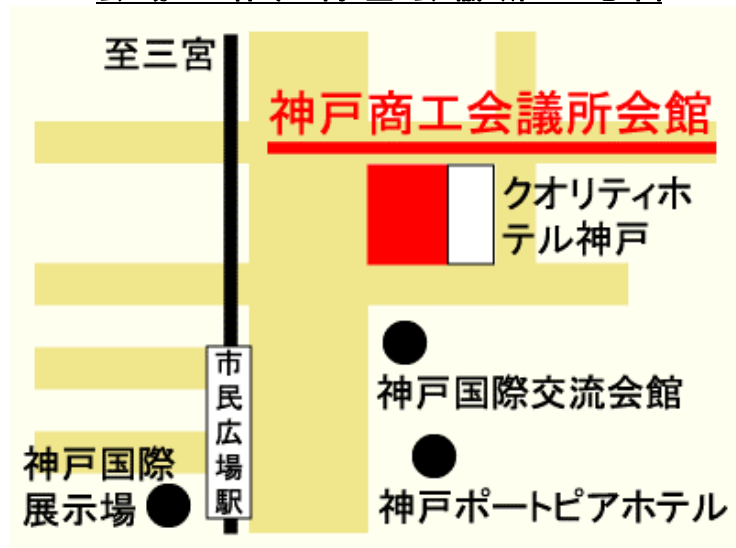 至三宮
神戸商工会議所会館
クオリティホ
テル神戸
市民広場駅
神戸国際交流会館
神戸国際
展示場
神戸ポートピアホテル